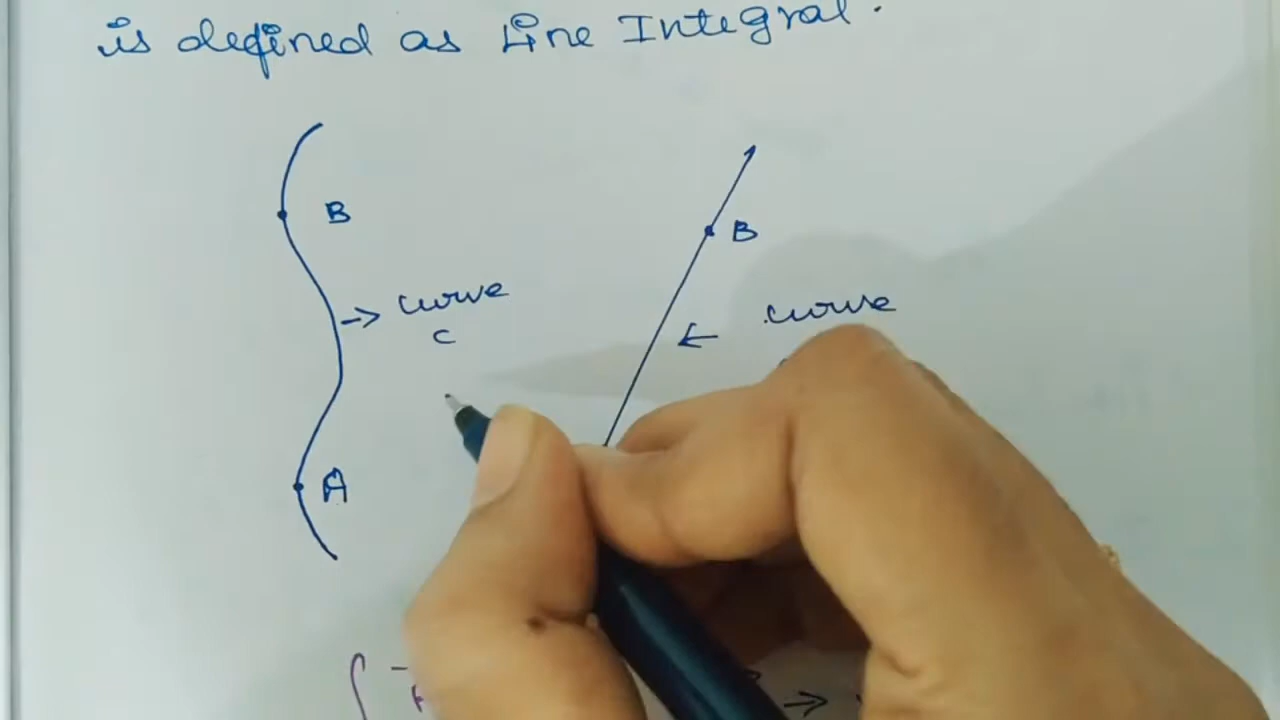 is defined as Line Integral.
B
B
→ curve
C
← curve
A
∫
→